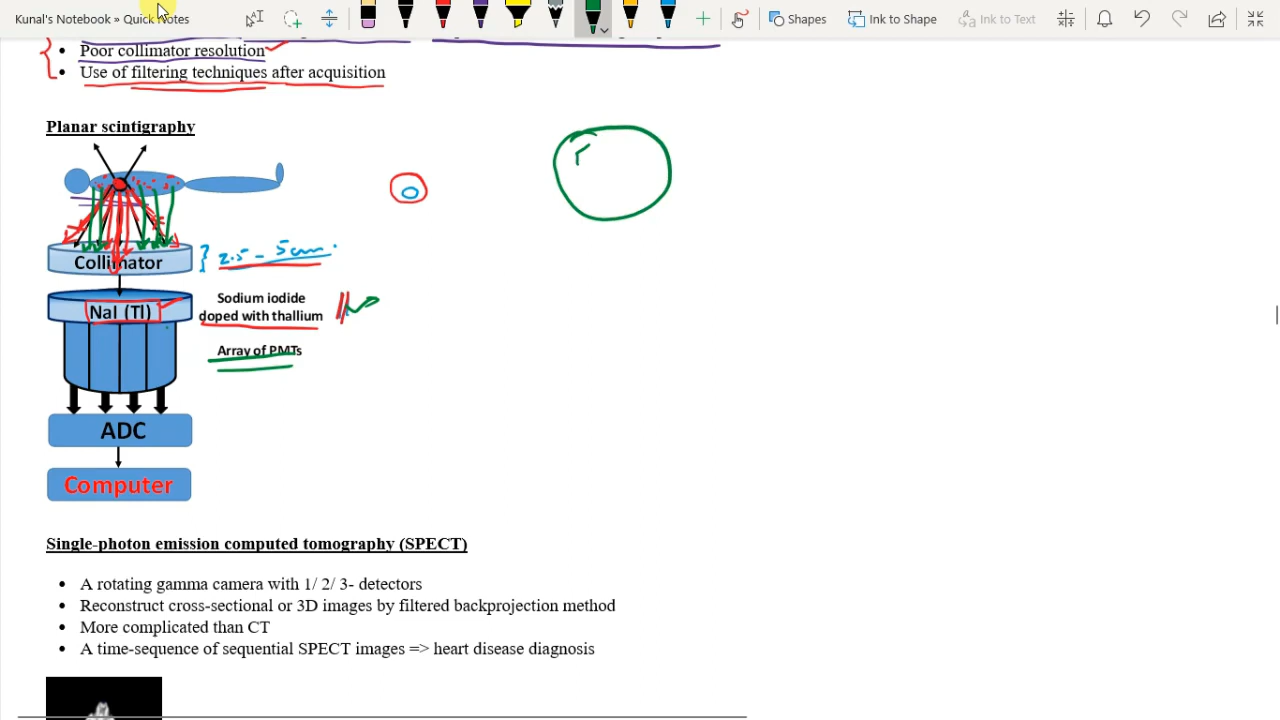 Kunal's Notebook » Quick Notes
Shapes
Ink to Shape
Ink to Text
• Poor collimator resolution
• Use of filtering techniques after acquisition
Planar scintigraphy
Collimator
2.5 - 5cm
NaI (Tl)
Sodium iodide
doped with thallium
Array of PMTs
ADC
Computer
Single-photon emission computed tomography (SPECT)
• A rotating gamma camera with 1/ 2/ 3- detectors
• Reconstruct cross-sectional or 3D images by filtered backprojection method
• More complicated than CT
• A time-sequence of sequential SPECT images => heart disease diagnosis